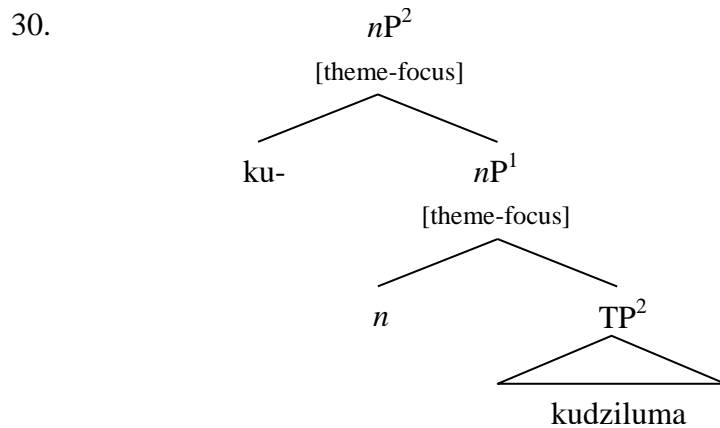 30. nP²
[theme-focus]
ku- nP¹
[theme-focus]
n TP²
kudziluma